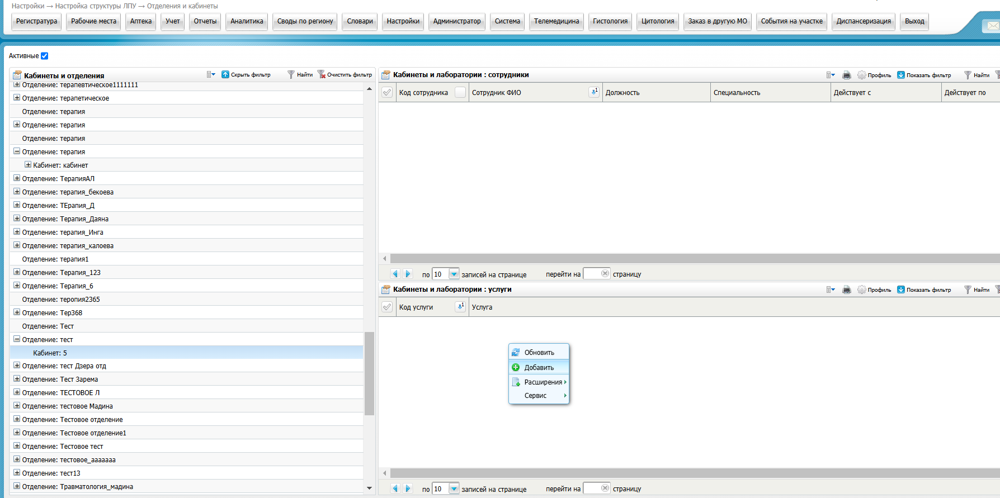 Настройки → Настройка структуры ЛПУ → Отделения и кабинеты
Регистратура Рабочие места Аптека Учет Отчеты Аналитика Своды по региону Словари Настройки Администратор Система Телемедицина Гистология Цитология Заказ в другую МО События на участке Диспансеризация Выход
Активные
Кабинеты и отделения Скрыть фильтр Найти Очистить фильтр
Отделение: терапевтическое1111111
Отделение: терапетическое
Отделение: терапия
Отделение: терапия
Отделение: терапия
Отделение: терапия
Кабинет: кабинет
Отделение: ТерапияАЛ
Отделение: терапия_бекоева
Отделение: ТЕрапия_Д
Отделение: Терапия_Даяна
Отделение: терапия_Инга
Отделение: терапия_калоева
Отделение: терапия1
Отделение: Терапия_123
Отделение: Терапия_6
Отделение: теропия2365
Отделение: Тер368
Отделение: Тест
Отделение: тест
Кабинет: 5
Отделение: тест Дзера отд
Отделение: Тест Зарема
Отделение: ТЕСТОВОЕ Л
Отделение: тестовое Мадина
Отделение: Тестовое отделение
Отделение: Тестовое отделение1
Отделение: Тестовое тест
Отделение: тестовое_ааааааа
Отделение: тест13
Отделение: Травматология_мадина
Кабинеты и лаборатории : сотрудники Профиль Показать фильтр Найти
Код сотрудника Сотрудник ФИО 1 Должность Специальность Действует с Действует по
по 10 записей на странице перейти на страницу
Кабинеты и лаборатории : услуги Профиль Показать фильтр Найти
Код услуги 1 Услуга
Обновить
Добавить
Расширения
Сервис
по 10 записей на странице перейти на страницу